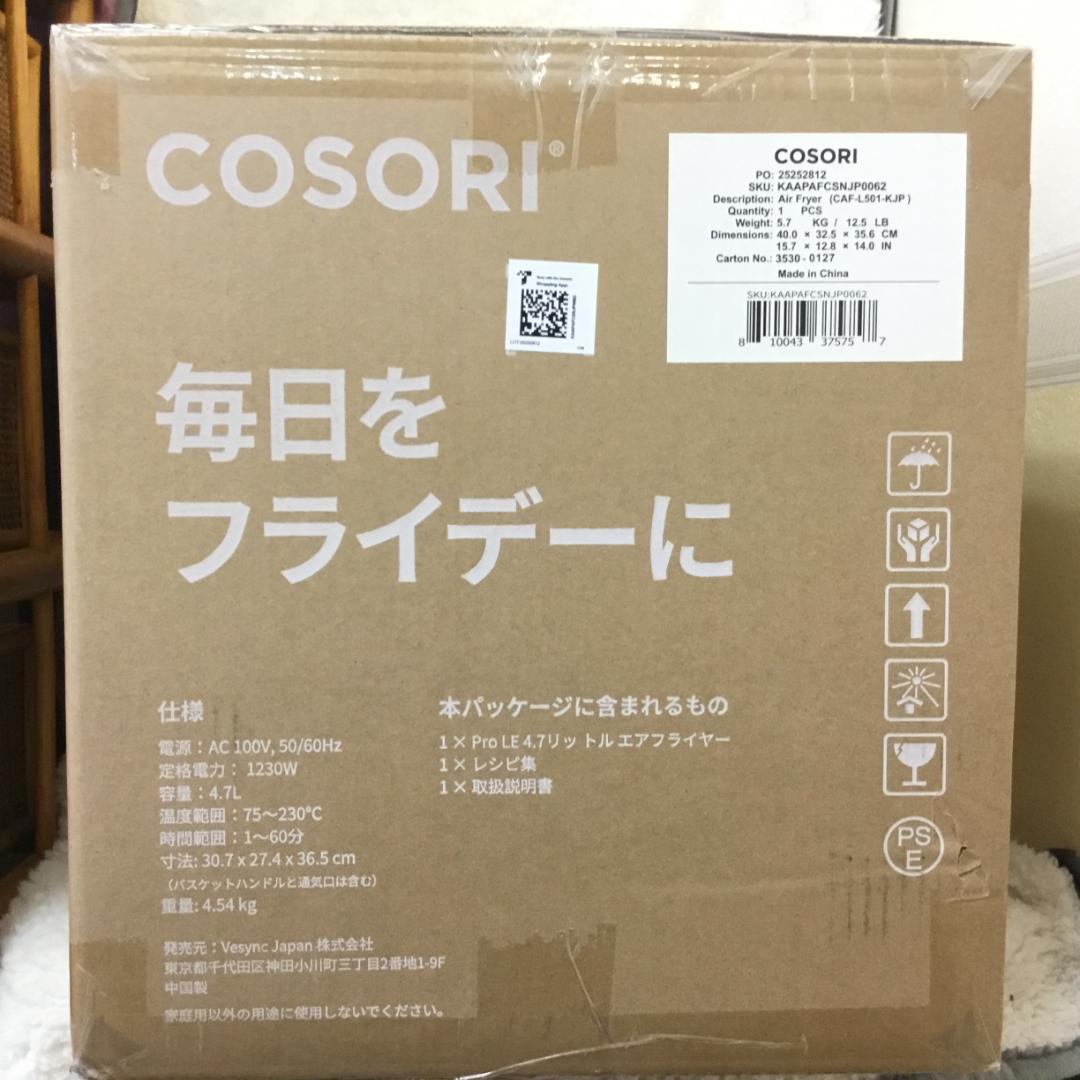 COSORI®
COSORI
PO: 25252812
SKU: KAAPAFCSNJP0062
Description: Air Fryer (CAF-L501-KJP)
Quantity: 1 PCS
Weight: 5.7 KG / 12.5 LB
Dimensions: 40.0 × 32.5 × 35.6 CM
15.7 × 12.8 × 14.0 IN
Carton No.: 3530 - 0127
Made in China
SKU:KAAPAFCSNJP0062
8 10043 37575 7
毎日を
フライデーに
仕様
電源：AC 100V, 50/60Hz
定格電力： 1230W
容量：4.7L
温度範囲：75～230℃
時間範囲：1～60分
寸法: 30.7 x 27.4 x 36.5 cm
（バスケットハンドルと通気口は含む）
重量: 4.54 kg
本パッケージに含まれるもの
1 × Pro LE 4.7リットル エアフライヤー
1 × レシピ集
1 × 取扱説明書
発売元：Vesync Japan 株式会社
東京都千代田区神田小川町三丁目2番地1-9F
中国製
家庭用以外の用途に使用しないでください。
PS
E